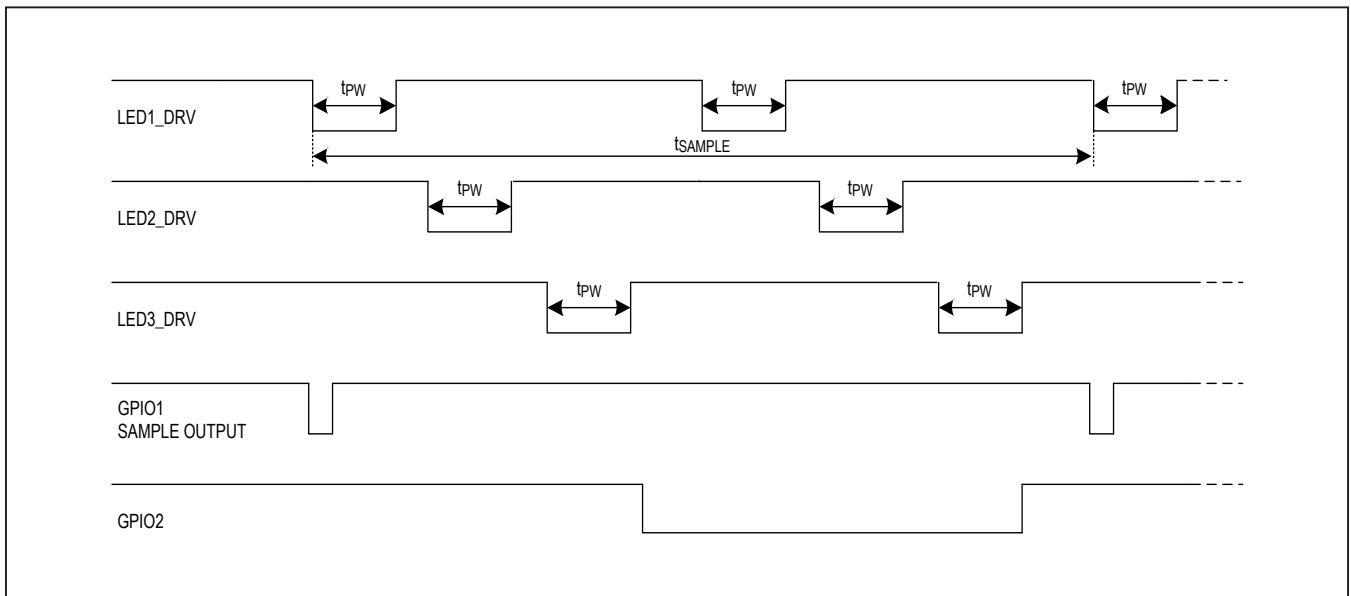 tPW tPW tPW
LED1_DRV
tSAMPLE
tPW tPW
LED2_DRV
tPW tPW
LED3_DRV
GPIO1
SAMPLE OUTPUT
GPIO2